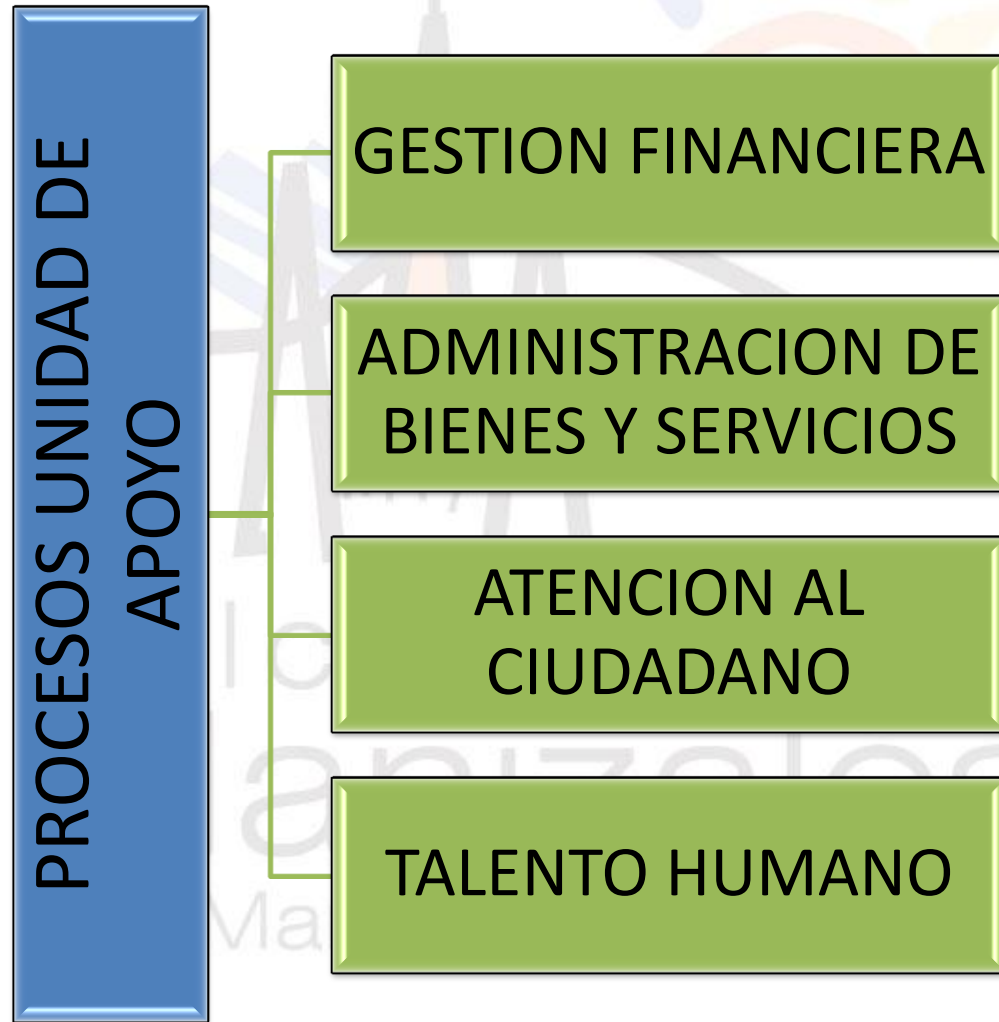 PROCESOS UNIDAD DE
APOYO
GESTION FINANCIERA
ADMINISTRACION DE
BIENES Y SERVICIOS
ATENCION AL
CIUDADANO
TALENTO HUMANO